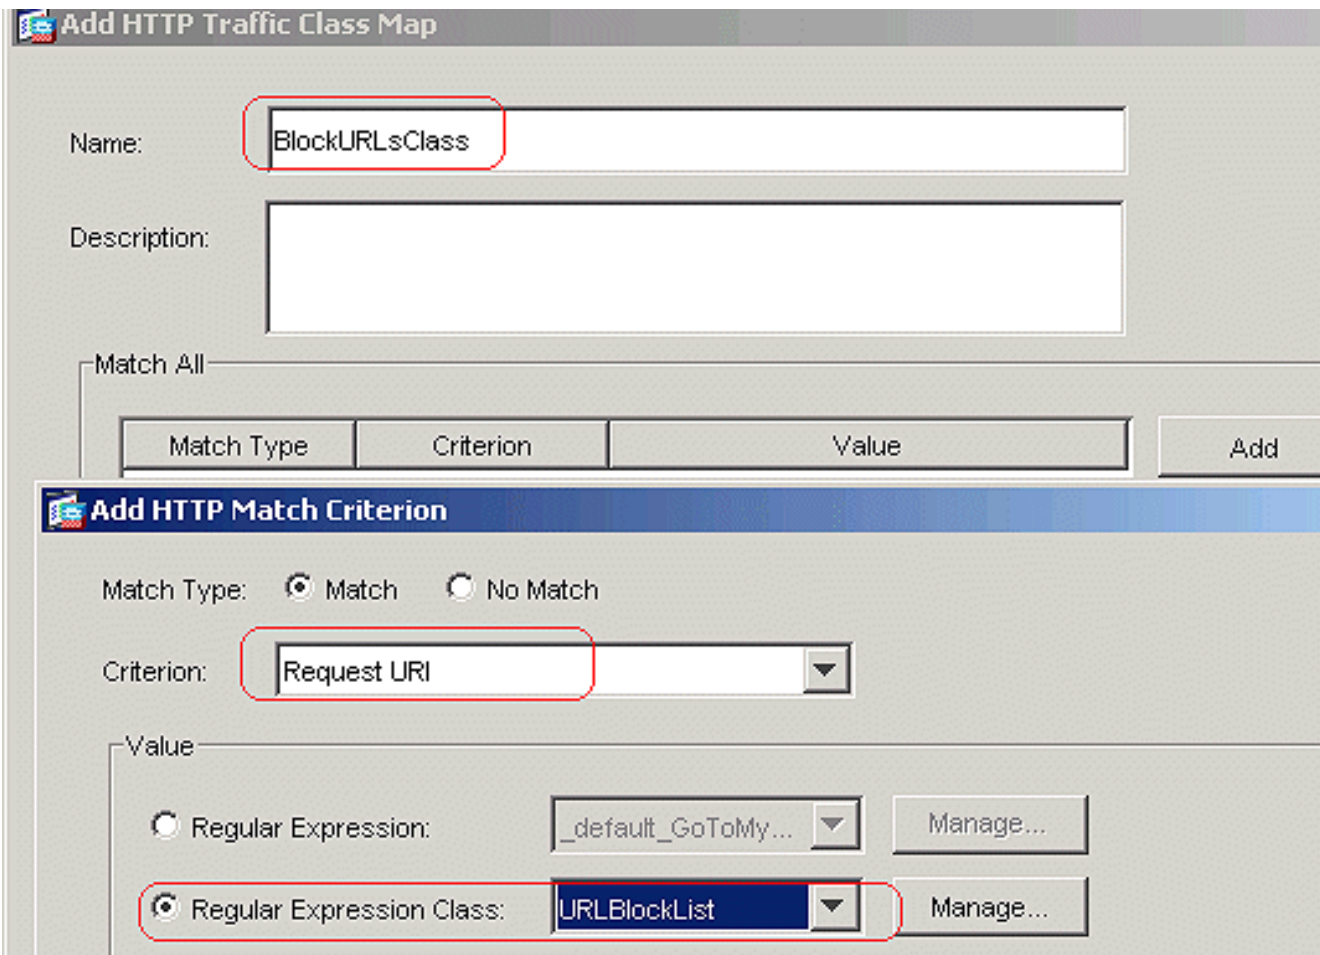 Add HTTP Traffic Class Map
Name: BlockURLsClass
Description:
Match All
Match Type Criterion Value Add
Add HTTP Match Criterion
Match Type: Match No Match
Criterion: Request URI
Value
Regular Expression: _default_GoToMy... Manage...
Regular Expression Class: URLBlockList Manage...